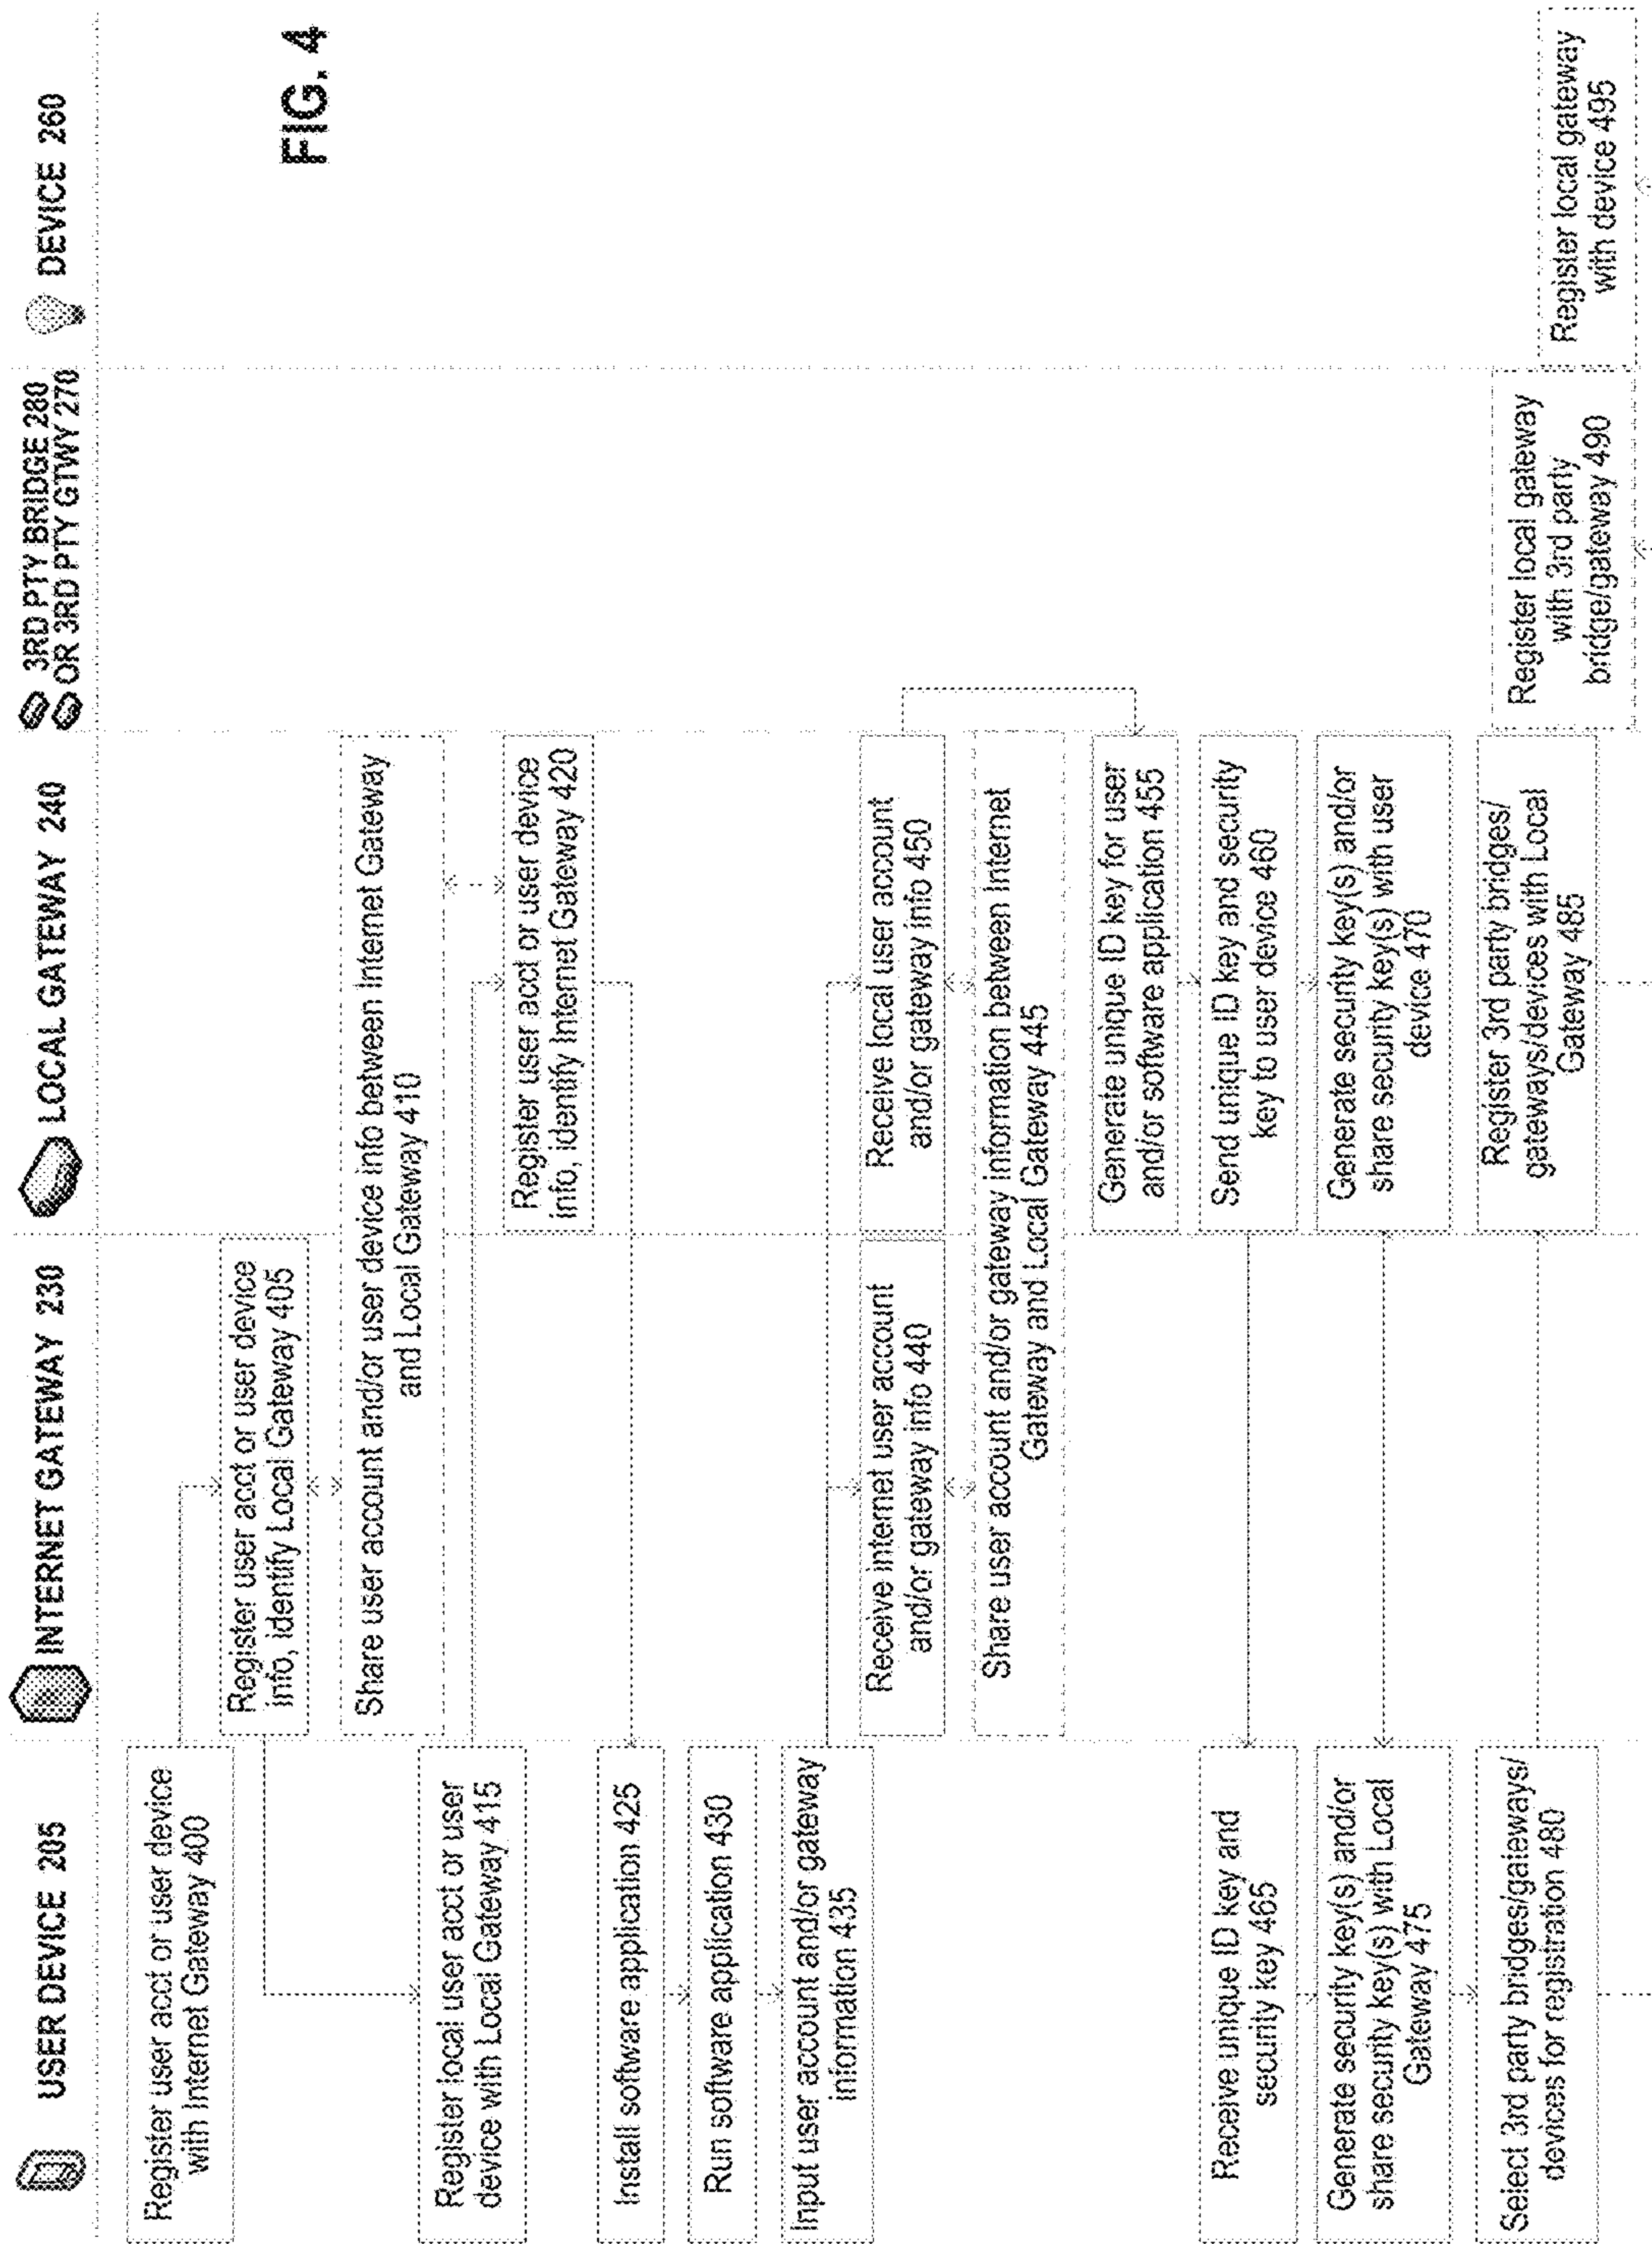 USER DEVICE 205
INTERNET GATEWAY 230
LOCAL GATEWAY 240
3RD PTY BRIDGE 280
OR 3RD PTY GTWY 270
DEVICE 260
FIG. 4
Register user acct or user device
with Internet Gateway 400
Register user acct or user device
info, identify Local Gateway 405
Share user account and/or user device info between Internet Gateway
and Local Gateway 410
Register local user acct or user
device with Local Gateway 415
Register user acct or user device
info, identify Internet Gateway 420
Install software application 425
Run software application 430
Input user account and/or gateway
information 435
Receive internet user account
and/or gateway info 440
Receive local user account
and/or gateway info 450
Share user account and/or gateway information between Internet
Gateway and Local Gateway 445
Generate unique ID key for user
and/or software application 455
Send unique ID key and security
key to user device 460
Receive unique ID key and
security key 465
Generate security key(s) and/or
share security key(s) with user
device 470
Generate security key(s) and/or
share security key(s) with Local
Gateway 475
Select 3rd party bridges/gateways/
devices for registration 480
Register 3rd party bridges/
gateways/devices with Local
Gateway 485
Register local gateway
with 3rd party
bridge/gateway 490
Register local gateway
with device 495